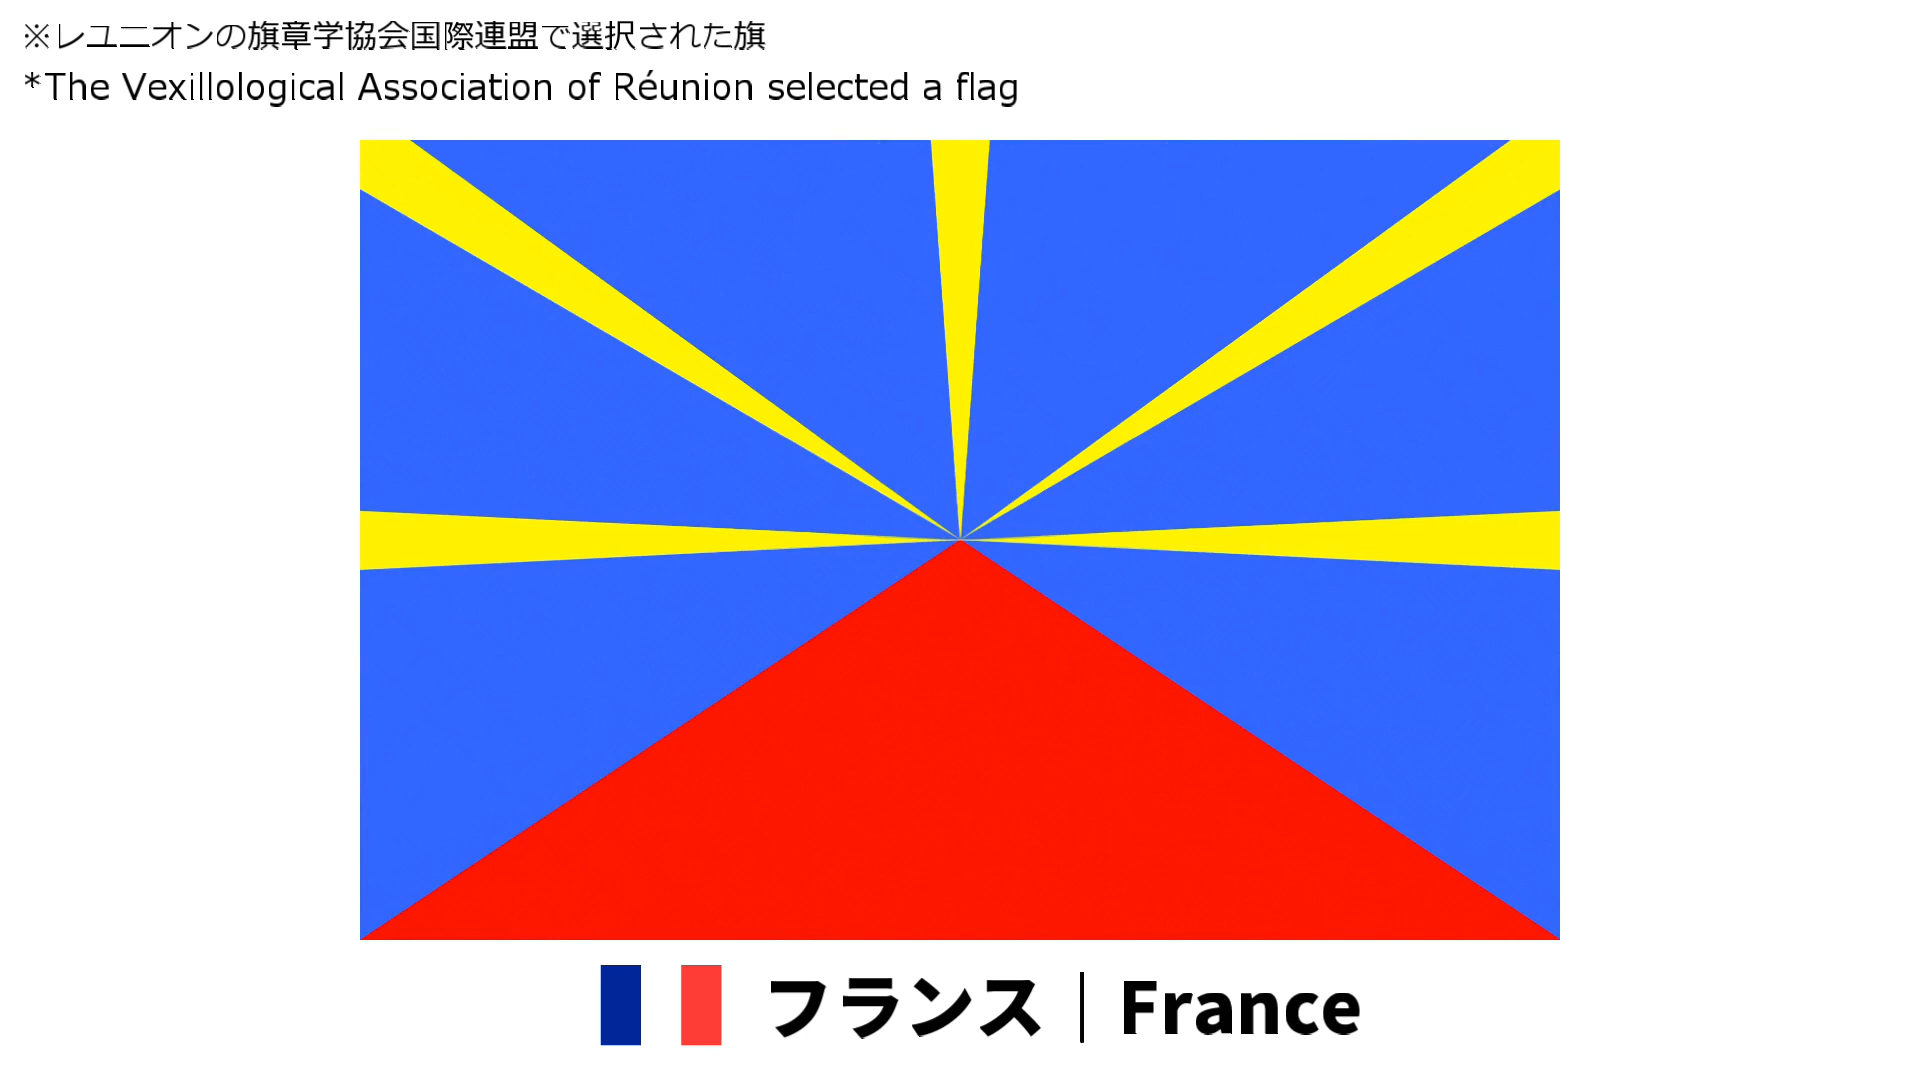 ※レユニオンの旗章学協会国際連盟で選択された旗
*The Vexillological Association of Réunion selected a flag
フランス｜France